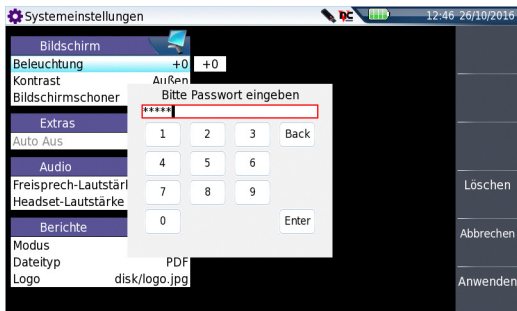 Systemeinstellungen
12:46 26/10/2016
Bildschirm
Beleuchtung +0 +0
Kontrast Außen
Bildschirmschoner
Extras
Auto Aus
Audio
Headset-Lautstärke
Berichte
Modus
Dateityp PDF
Logo disk/logo.jpg
Bitte Passwort eingeben
*****
1 2 3 Back
4 5 6
7 8 9
0 Enter
Löschen
Abbrechen
Anwenden